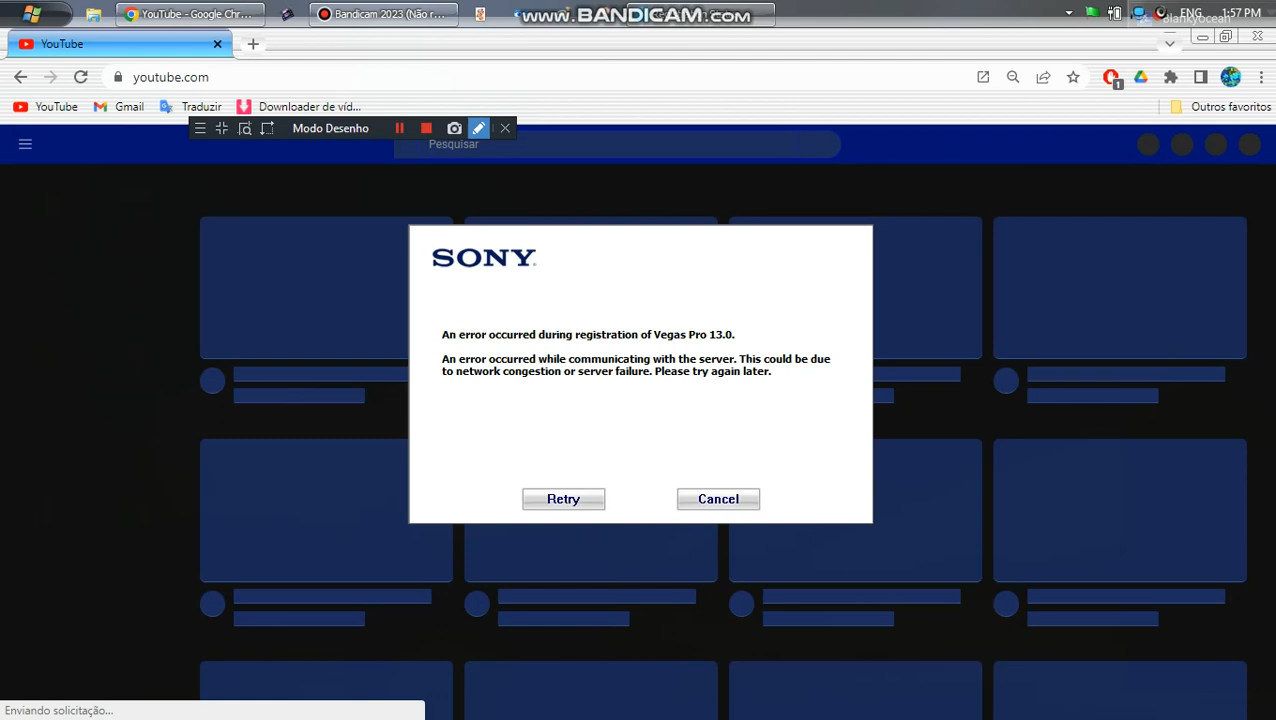 YouTube - Google Chr...
Bandicam 2023 (Não r...
www.BANDICAM.com
ENG
1:57 PM
Blankyocean
YouTube
youtube.com
1
YouTube
Gmail
Traduzir
Downloader de víd...
Outros favoritos
Modo Desenho
Pesquisar
SONY
An error occurred during registration of Vegas Pro 13.0.
An error occurred while communicating with the server. This could be due
to network congestion or server failure. Please try again later.
Retry
Cancel
Enviando solicitação...